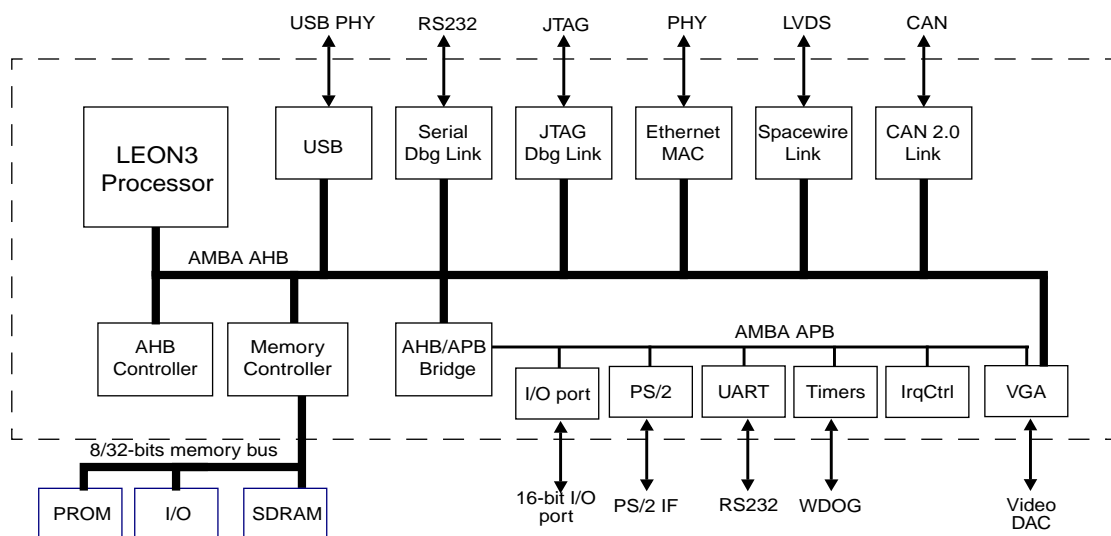 USB PHY
RS232
JTAG
PHY
LVDS
CAN
LEON3
Processor
USB
Serial
Dbg Link
JTAG
Dbg Link
Ethernet
MAC
Spacewire
Link
CAN 2.0
Link
AMBA AHB
AHB
Controller
Memory
Controller
AHB/APB
Bridge
AMBA APB
I/O port
PS/2
UART
Timers
IrqCtrl
VGA
8/32-bits memory bus
PROM
I/O
SDRAM
16-bit I/O
port
PS/2 IF
RS232
WDOG
Video
DAC